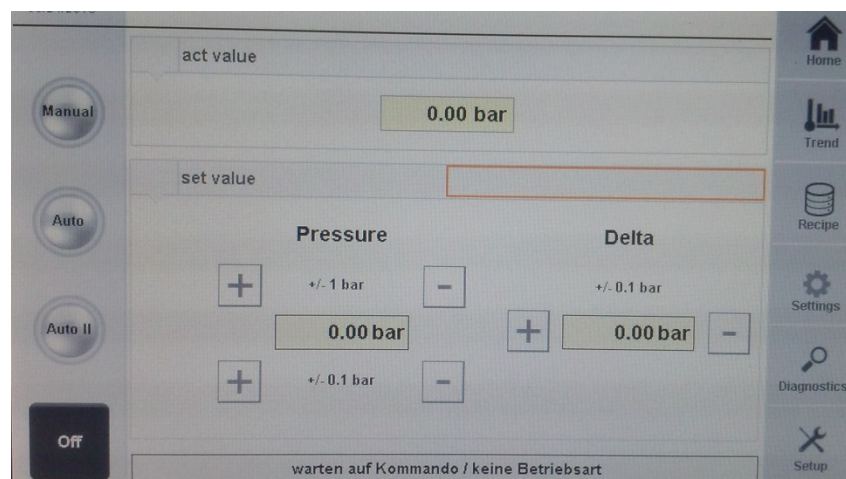 act value
Home
Manual
0.00 bar
Trend
set value
Auto
Recipe
Pressure
Delta
+/- 1 bar
+/- 0.1 bar
Settings
+
-
Auto II
0.00 bar
+
0.00 bar
-
+
+/- 0.1 bar
-
Diagnostics
Off
warten auf Kommando / keine Betriebsart
Setup